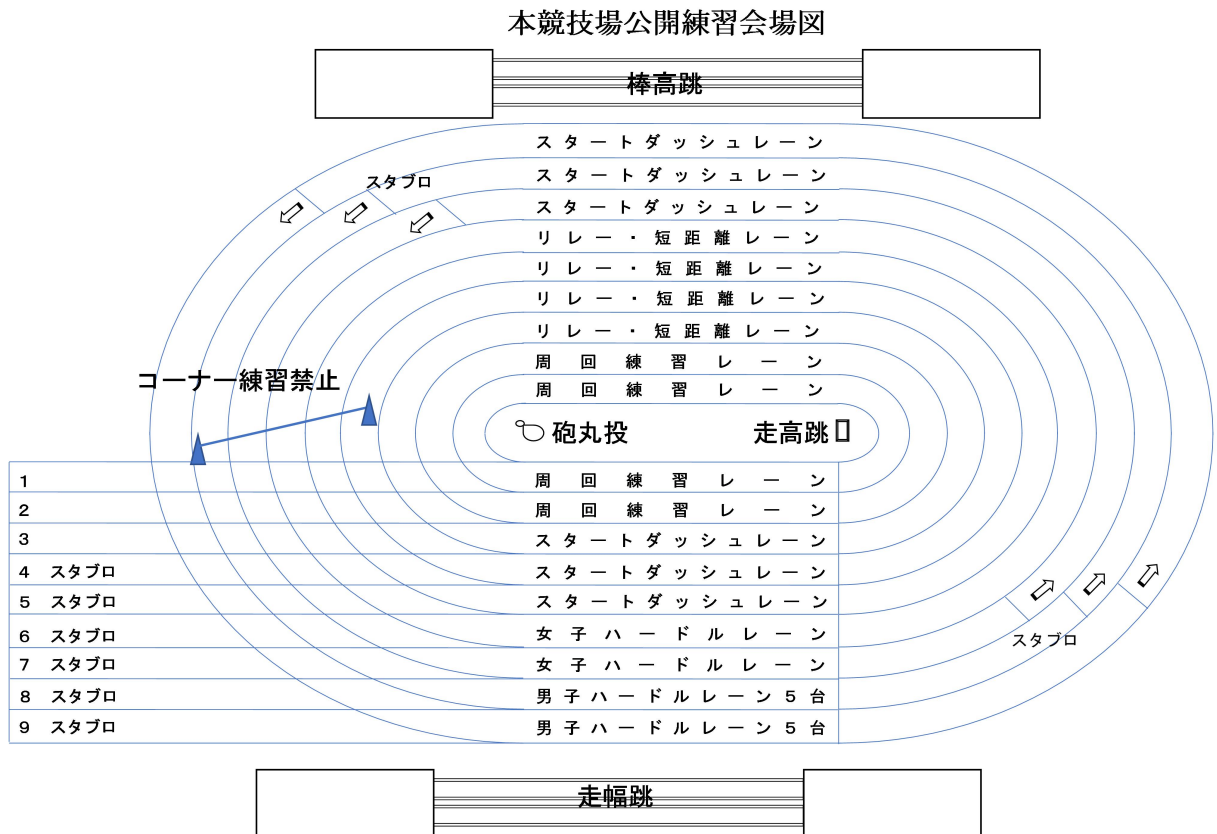 本競技場公開練習会場図
棒高跳
スタートダッシュレーン
スタートダッシュレーン
スタブロ
スタートダッシュレーン
リレー・短距離レーン
リレー・短距離レーン
リレー・短距離レーン
リレー・短距離レーン
周回練習レーン
コーナー練習禁止
周回練習レーン
砲丸投 走高跳
1 周回練習レーン
2 周回練習レーン
3 スタートダッシュレーン
4 スタブロ スタートダッシュレーン
5 スタブロ スタートダッシュレーン
6 スタブロ 女子ハードルレーン
スタブロ
7 スタブロ 女子ハードルレーン
8 スタブロ 男子ハードルレーン5台
9 スタブロ 男子ハードルレーン5台
走幅跳